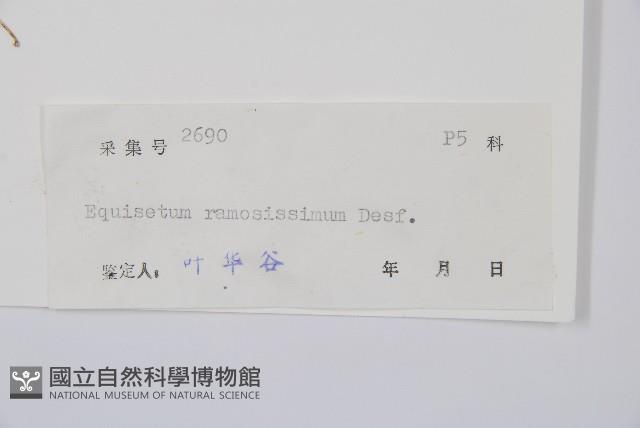 采集号 2690 P5 科
Equisetum ramosissimum Desf.
鉴定人: 叶华谷 年 月 日
國立自然科學博物館
NATIONAL MUSEUM OF NATURAL SCIENCE